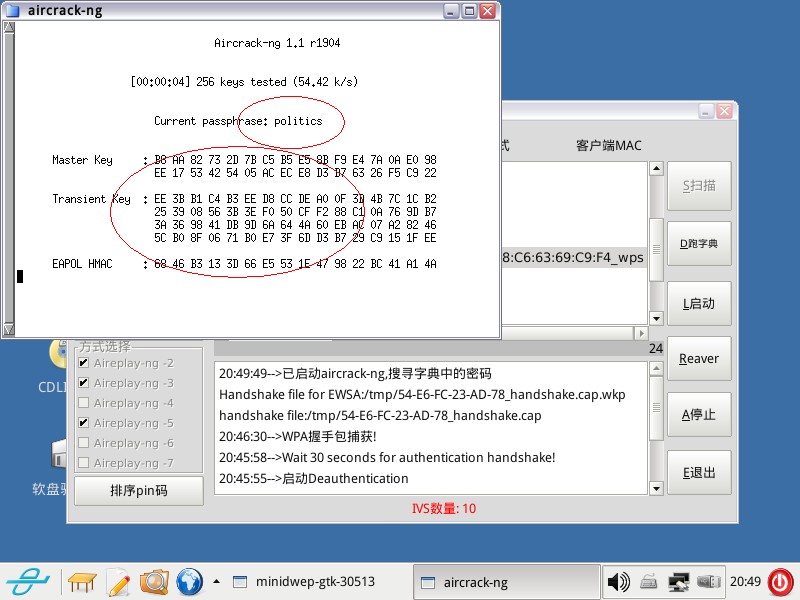 aircrack-ng
Aircrack-ng 1.1 r1904
[00:00:04] 256 keys tested (54.42 k/s)
Current passphrase: politics
Master Key : B8 AA 82 73 2D 7B C5 B5 E5 8B F9 E4 7A 0A E0 98
EE 17 53 42 54 05 AC EC E8 D3 B7 63 26 F5 C9 22
Transient Key : EE 3B B1 C4 B3 EE D8 CC DE A0 0F 3D 4B 7C 1C B2
25 39 08 56 3B 3E F0 50 CF F2 88 C1 0A 76 9D B7
3A 36 98 41 DB 9D 6A 64 4A 60 EB AC 07 A2 82 46
5C B0 8F 06 71 B0 E7 3F 6D D3 B7 29 C9 15 1F EE
EAPOL HMAC : 68 46 B3 13 3D 66 E5 53 1E 47 98 22 BC 41 A1 4A
式 客户端MAC
S扫描
D跑字典
8:C6:63:69:C9:F4_wps
L启动
24
方式选择
Aireplay-ng -2
Aireplay-ng -3
Aireplay-ng -4
Aireplay-ng -5
Aireplay-ng -6
Aireplay-ng -7
排序pin码
20:49:49-->已启动aircrack-ng,搜寻字典中的密码
Handshake file for EWSA:/tmp/54-E6-FC-23-AD-78_handshake.cap.wkp
handshake file:/tmp/54-E6-FC-23-AD-78_handshake.cap
20:46:30-->WPA握手包捕获!
20:45:58-->Wait 30 seconds for authentication handshake!
20:45:55-->启动Deauthentication
Reaver
A停止
E退出
IVS数量: 10
CDLI
软盘驱
minidwep-gtk-30513
aircrack-ng
20:49